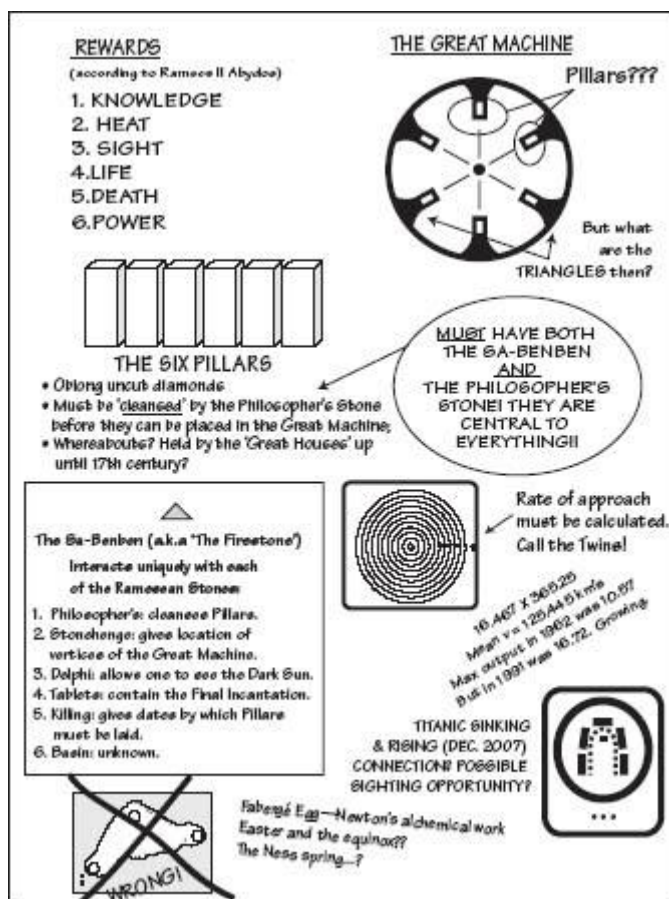 REWARDS
(according to Rameses II Abydos)
1. KNOWLEDGE
2. HEAT
3. SIGHT
4.LIFE
5.DEATH
6.POWER
THE GREAT MACHINE
Pillars???
But what
are the
TRIANGLES then?
THE SIX PILLARS
• Oblong uncut diamonds
• Must be 'cleansed' by the Philosopher's Stone
before they can be placed in the Great Machine;
• Whereabouts? Held by the 'Great Houses' up
until 17th century?
MUST HAVE BOTH
THE SA-BENBEN
AND
THE PHILOSOPHER'S
STONE! THEY ARE
CENTRAL TO
EVERYTHING!!
The Sa-Benben (a.k.a 'The Firestone')
Interacts uniquely with each
of the Ramesean Stones:
1. Philosopher's: cleanses Pillars.
2. Stonehenge: gives location of
vertices of the Great Machine.
3. Delphi: allows one to see the Dark Sun.
4. Tablets: contain the Final Incantation.
5. Killing: gives dates by which Pillars
must be laid.
6. Basin: unknown.
Rate of approach
must be calculated.
Call the Twins!
16.467 X 365.25
Mean v = 125.445 km/s
Max output in 1962 was 10.57
But in 1991 was 16.72. Growing.
TITANIC SINKING
& RISING (DEC. 2007)
CONNECTION? POSSIBLE
SIGHTING OPPORTUNITY?
WRONG!
Fabergé Egg—Newton's alchemical work
Easter and the equinox??
The Ness spring—?